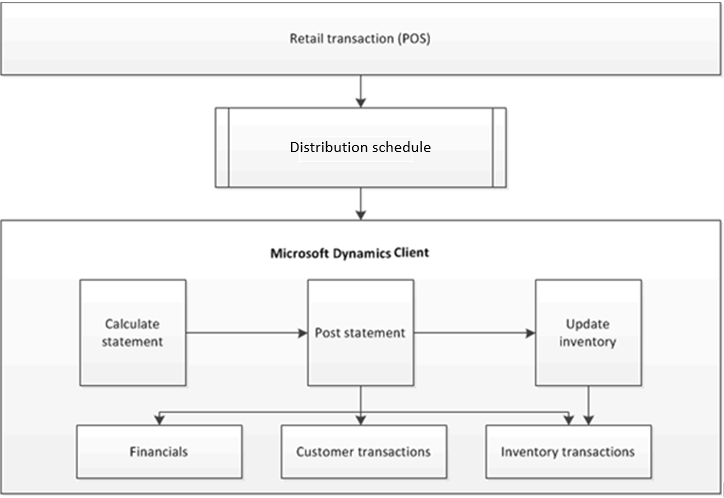 Retail transaction (POS)
Distribution schedule
Microsoft Dynamics Client
Calculate
statement
Post statement
Update
inventory
Financials
Customer transactions
Inventory transactions